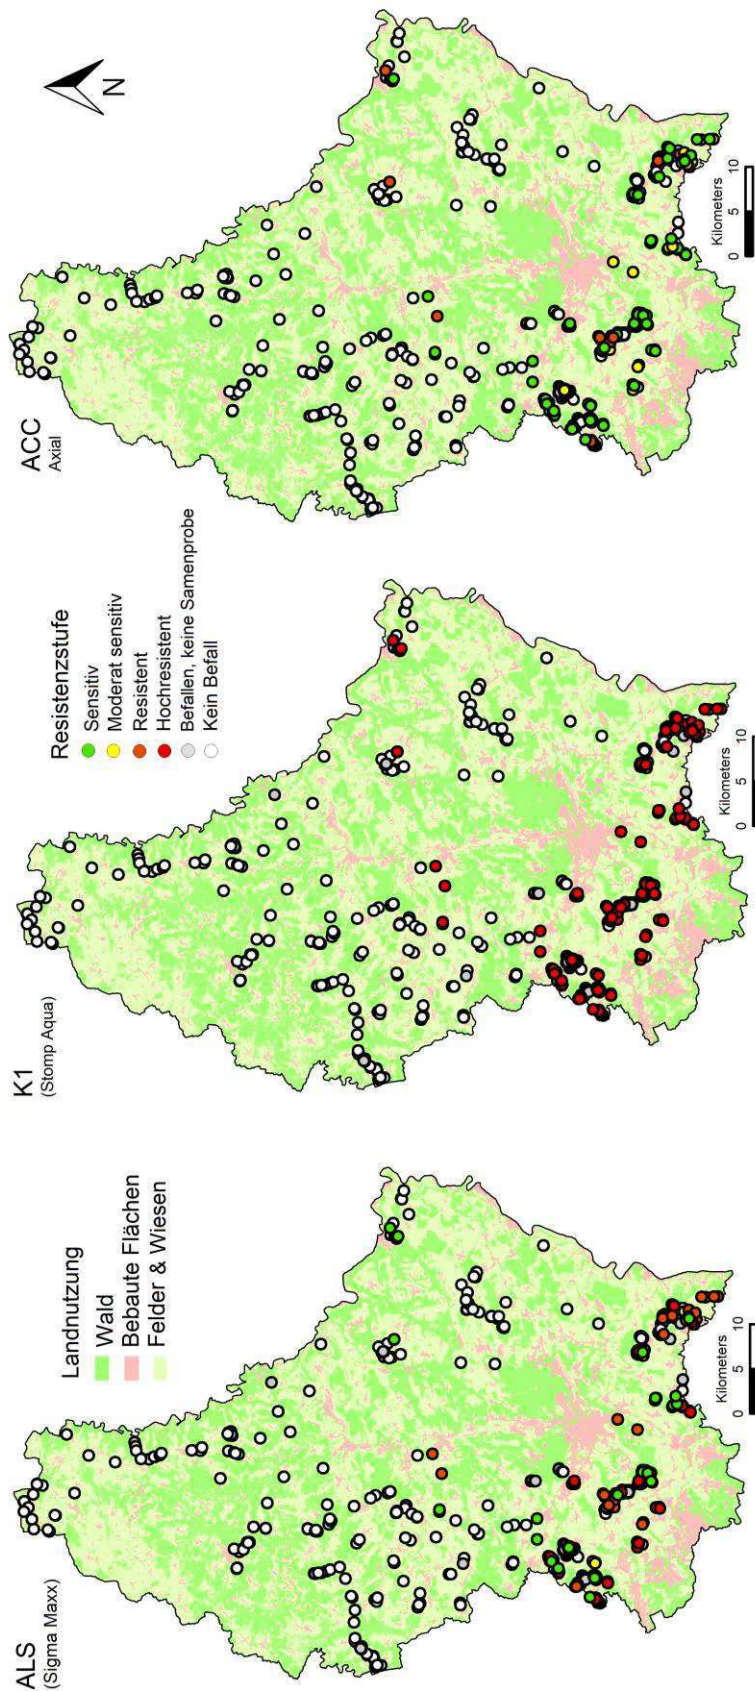 ALS
(Sigma Maxx)
Landnutzung
Wald
Bebaute Flächen
Felder & Wiesen
0 5 10
Kilometers
K1
(Stomp Aqua)
Resistenzstufe
Sensitiv
Moderat sensitiv
Resistent
Hochresistent
Befallen, keine Samenprobe
Kein Befall
0 5 10
Kilometers
ACC
Axial
N
0 5 10
Kilometers